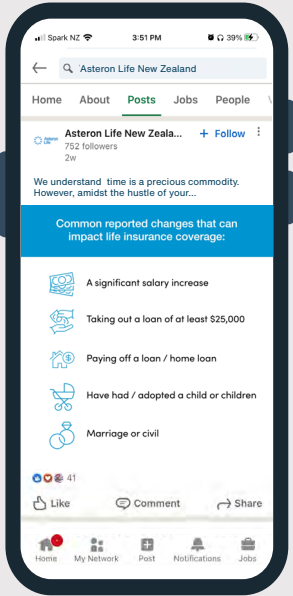 Spark NZ 3:51 PM 39%
'Asteron Life New Zealand
Home About Posts Jobs People
Asteron Life New Zeala... + Follow
752 followers
2w
We understand time is a precious commodity.
However, amidst the hustle of your...
Common reported changes that can
impact life insurance coverage:
A significant salary increase
Taking out a loan of at least $25,000
Paying off a loan / home loan
Have had / adopted a child or children
Marriage or civil
41
Like Comment Share
Home My Network Post Notifications Jobs